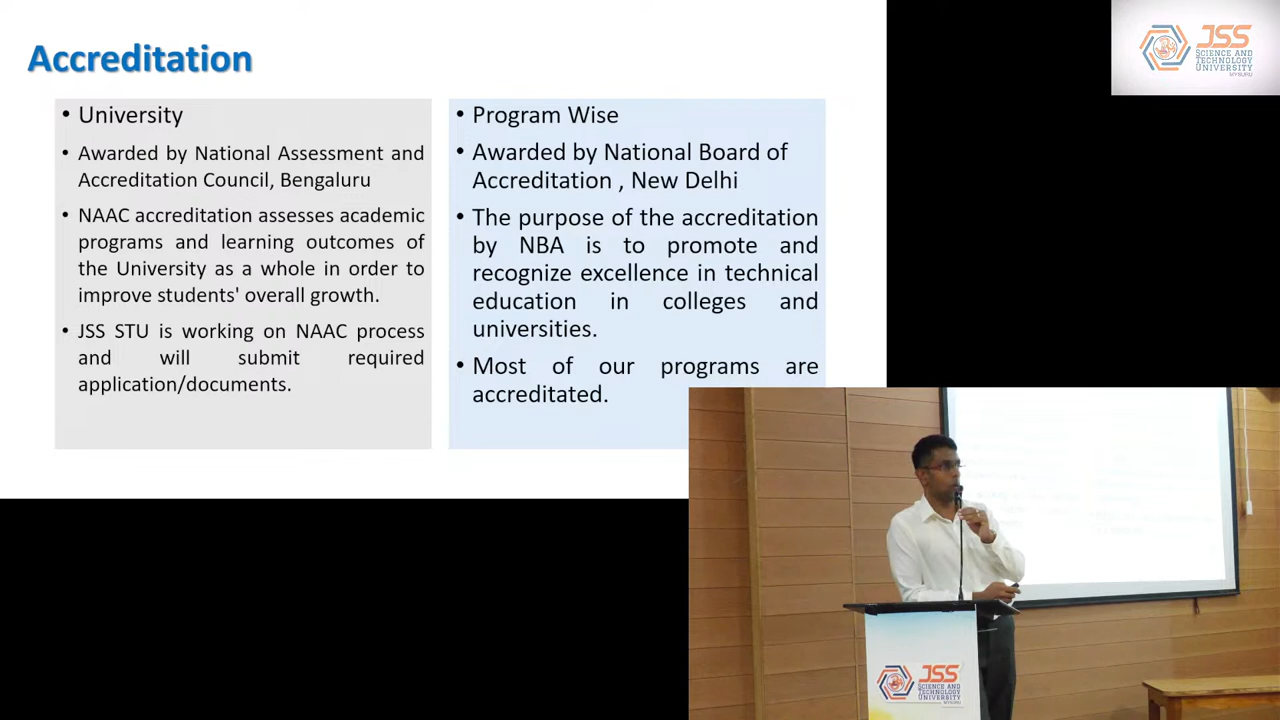 Accreditation
• University
• Awarded by National Assessment and
Accreditation Council, Bengaluru
• NAAC accreditation assesses academic
programs and learning outcomes of
the University as a whole in order to
improve students' overall growth.
• JSS STU is working on NAAC process
and will submit required
application/documents.
• Program Wise
• Awarded by National Board of
Accreditation , New Delhi
• The purpose of the accreditation
by NBA is to promote and
recognize excellence in technical
education in colleges and
universities.
• Most of our programs are
accreditated.
JSS
SCIENCE AND
TECHNOLOGY
UNIVERSITY
MYSURU
JSS
SCIENCE AND
TECHNOLOGY
UNIVERSITY
MYSURU